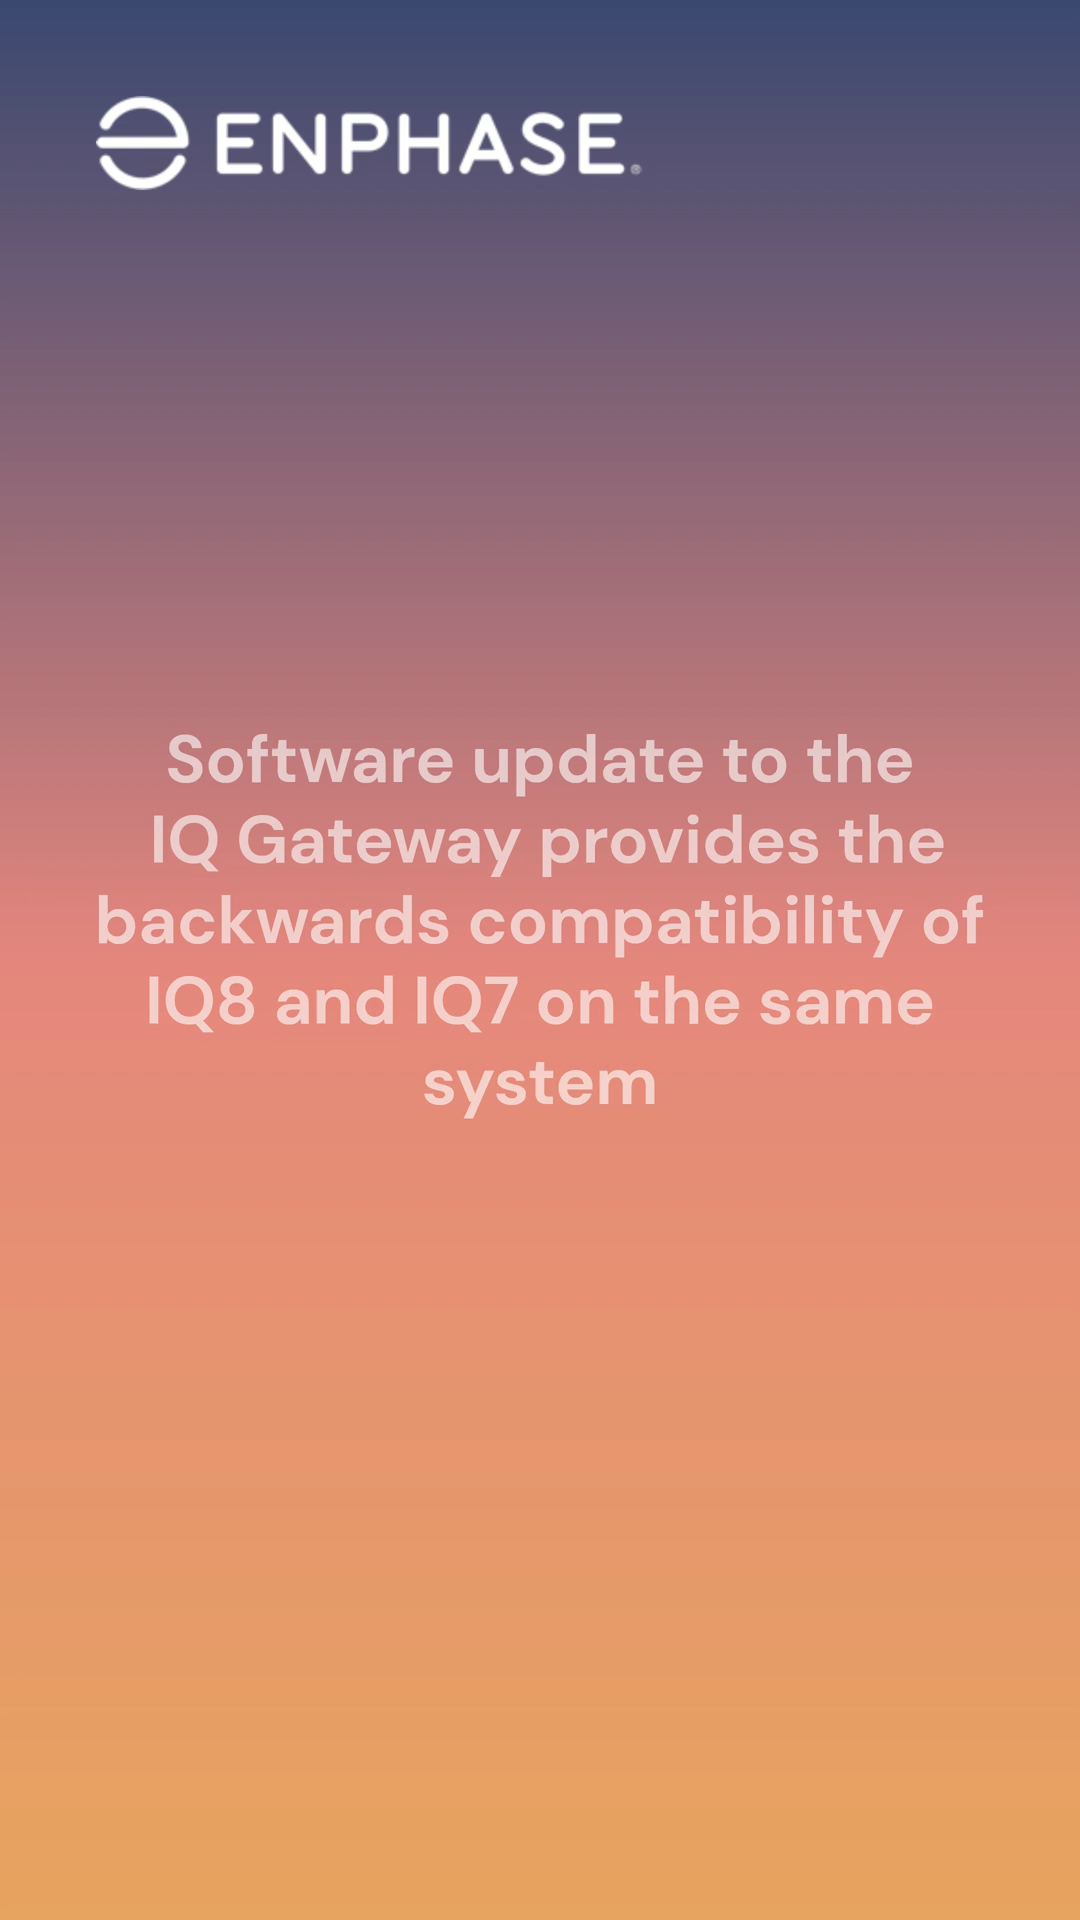 ENPHASE®
Software update to the
IQ Gateway provides the
backwards compatibility of
IQ8 and IQ7 on the same
system